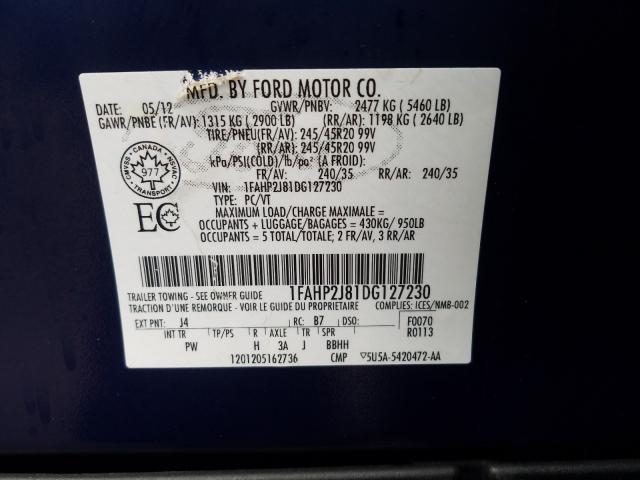 MFD. BY FORD MOTOR CO.
DATE: 05/12 GVWR/PNBV: 2477 KG ( 5460 LB)
GAWR/PNBE (FR/AV): 1315 KG ( 2900 LB) (RR/AR): 1198 KG ( 2640 LB)
TIRE/PNEU(FR/AV): 245/45R20 99V
(RR/AR): 245/45R20 99V
kPa/PSI(COLD)/lb/po² (A FROID):
FR/AV: 240/35 RR/AR: 240/35
CANADA
CMVSS NSVAC
977
VIN: 1FAHP2J81DG127230
TYPE: PC/VT
EC
MAXIMUM LOAD/CHARGE MAXIMALE =
OCCUPANTS + LUGGAGE/BAGAGES = 430KG/ 950LB
OCCUPANTS = 5 TOTAL/TOTALE; 2 FR/AV, 3 RR/AR
TRAILER TOWING - SEE OWNER GUIDE 1FAHP2J81DG127230
TRACTION D'UNE REMORQUE - VOIR LE GUIDE COMPLIES: ICES/NMB-002
EXT PNT: J4 RC: B7 DSO: F0070
INT TR TP/PS R AXLE TR SPR R0113
PW H 3A J BBHH
1201205162736 CMP 5U5A-5420472-AA